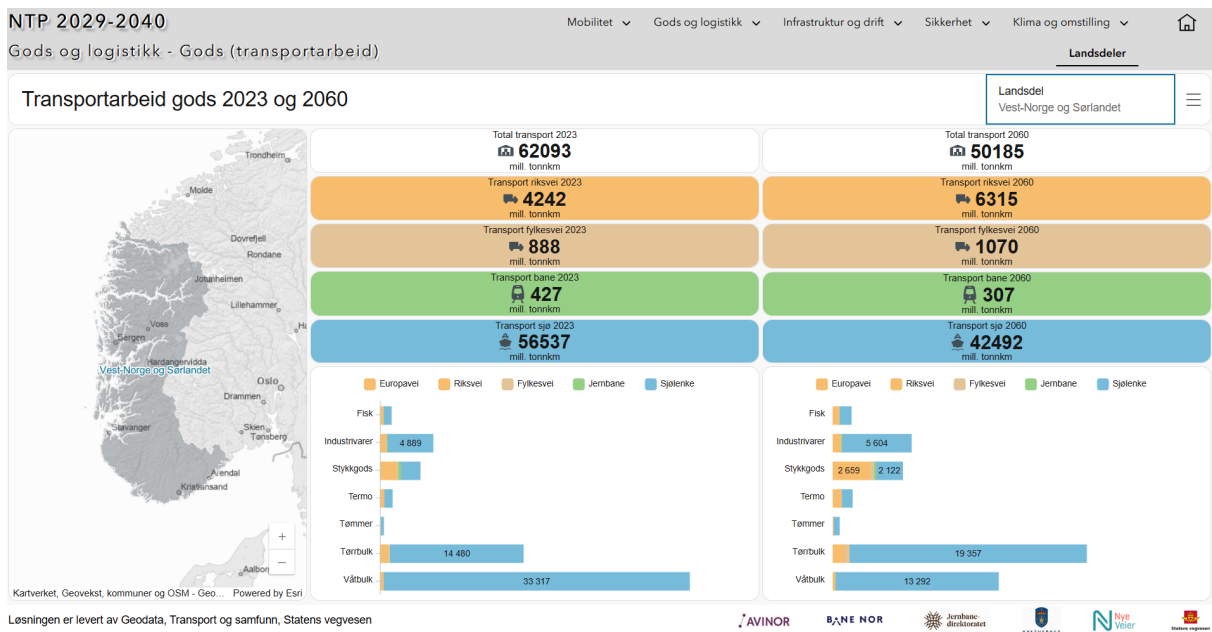 NTP 2029-2040
Mobilitet
Gods og logistikk
Infrastruktur og drift
Sikkerhet
Klima og omstilling
Gods og logistikk - Gods (transportarbeid)
Landsdeler
Transportarbeid gods 2023 og 2060
Landsdel
Vest-Norge og Sørlandet
Trondheim
Molde
Dovrefjell
Rondane
Jotunheimen
Lillehammer
Voss
Bergen
Hardangervidda
Vest-Norge og Sørlandet
Oslo
Drammen
Stavanger
Skien
Tønsberg
Arendal
Kristiansand
Aalbor
+
−
Kartverket, Geovekst, kommuner og OSM - Geo... Powered by Esri
Total transport 2023
62093
mill. tonnkm
Transport riksvei 2023
4242
mill. tonnkm
Transport fylkesvei 2023
888
mill. tonnkm
Transport bane 2023
427
mill. tonnkm
Transport sjø 2023
56537
mill. tonnkm
Total transport 2060
50185
mill. tonnkm
Transport riksvei 2060
6315
mill. tonnkm
Transport fylkesvei 2060
1070
mill. tonnkm
Transport bane 2060
307
mill. tonnkm
Transport sjø 2060
42492
mill. tonnkm
Europavei Riksvei Fylkesvei Jernbane Sjølenke
Fisk
Industrivarer 4 889
Stykkgods
Termo
Tømmer
Tørrbulk 14 480
Våtbulk 33 317
Europavei Riksvei Fylkesvei Jernbane Sjølenke
Fisk
Industrivarer 5 604
Stykkgods 2 659 2 122
Termo
Tømmer
Tørrbulk 19 357
Våtbulk 13 292
Løsningen er levert av Geodata, Transport og samfunn, Statens vegvesen
AVINOR
BANE NOR
Jernbane-
direktoratet
Nye
Veier
Statens vegvesen